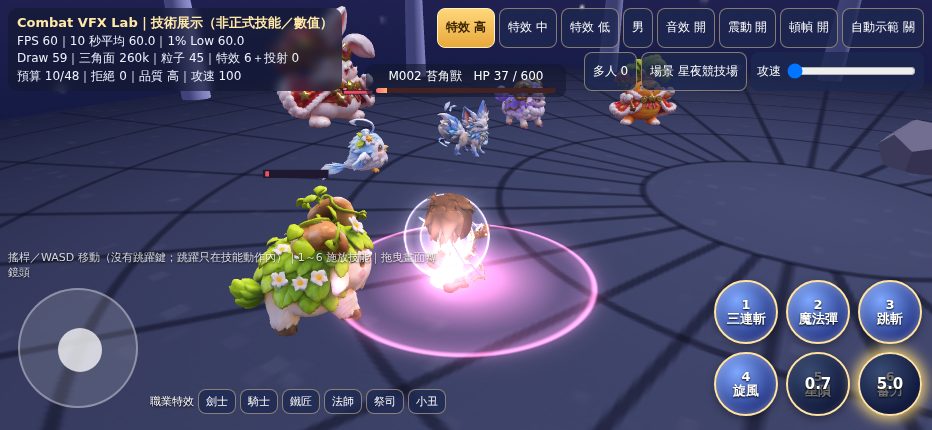 Combat VFX Lab｜技術展示（非正式技能／數值）
FPS 60｜10 秒平均 60.0｜1% Low 60.0
Draw 59｜三角面 260k｜粒子 45｜特效 6＋投射 0
預算 10/48｜拒絕 0｜品質 高｜攻速 100
特效 高
特效 中
特效 低
男
音效 開
震動 開
頓幀 開
自動示範 關
多人 0
場景 星夜競技場
攻速
M002 苔角獸 HP 37 / 600
搖桿／WASD 移動（沒有跳躍鍵；跳躍只在技能動作內）｜1～6 施放技能｜拖曳畫面轉
鏡頭
1
三連斬
2
魔法彈
3
跳斬
4
旋風
5
0.7
星隕
6
5.0
蓄力
職業特效
劍士
騎士
鐵匠
法師
祭司
小丑